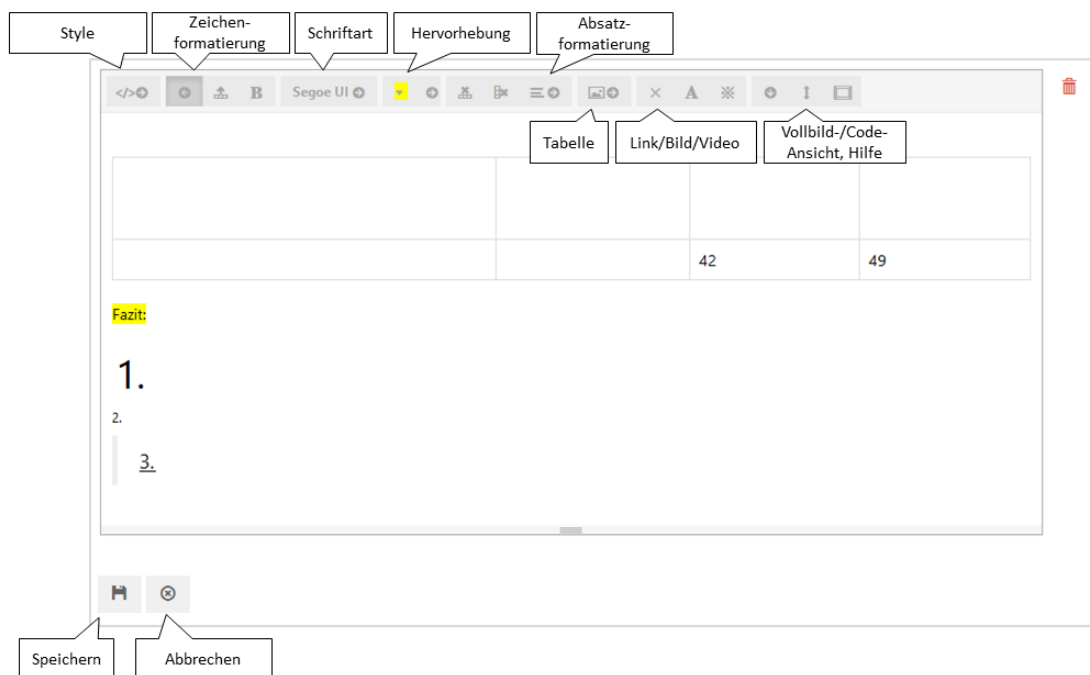 Style
Zeichen-
formatierung
Schriftart
Hervorhebung
Absatz-
formatierung
</> B Segoe UI A
Tabelle
Link/Bild/Video
Vollbild-/Code-
Ansicht, Hilfe
42 49
Fazit:
1.
2.
3.
Speichern
Abbrechen